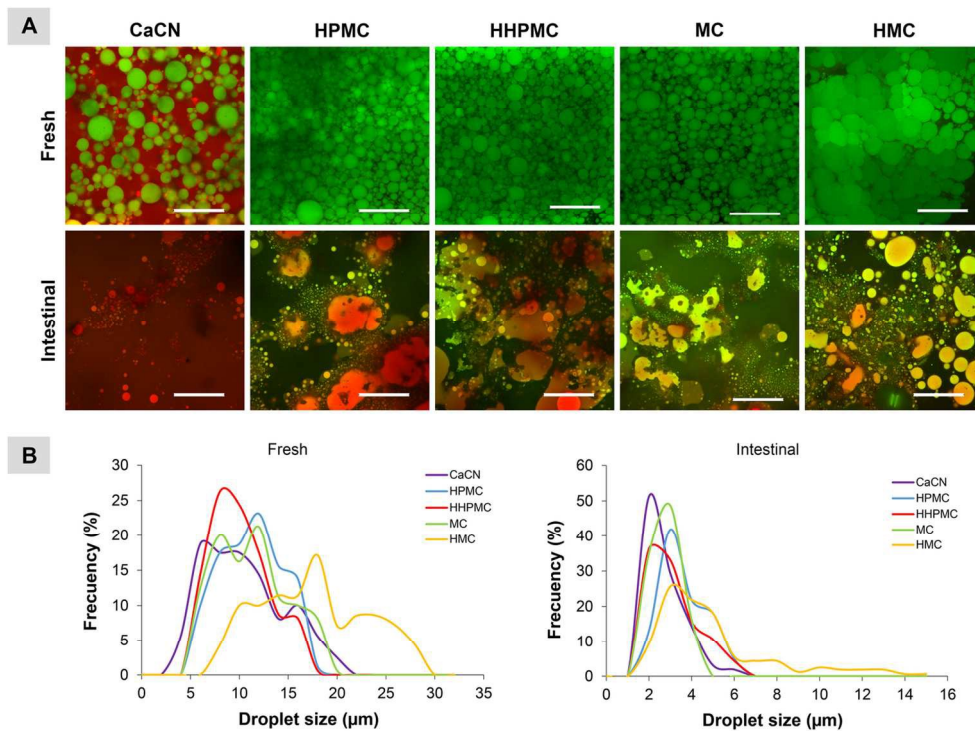 A
CaCN HPMC HHPMC MC HMC
Fresh
Intestinal
B
Fresh
Frecuency (%)
30
25
20
15
10
5
0
0 5 10 15 20 25 30 35
Droplet size (µm)
CaCN
HPMC
HHPMC
MC
HMC
Intestinal
Frecuency (%)
60
50
40
30
20
10
0
0 2 4 6 8 10 12 14 16
Droplet size (µm)
CaCN
HPMC
HHPMC
MC
HMC